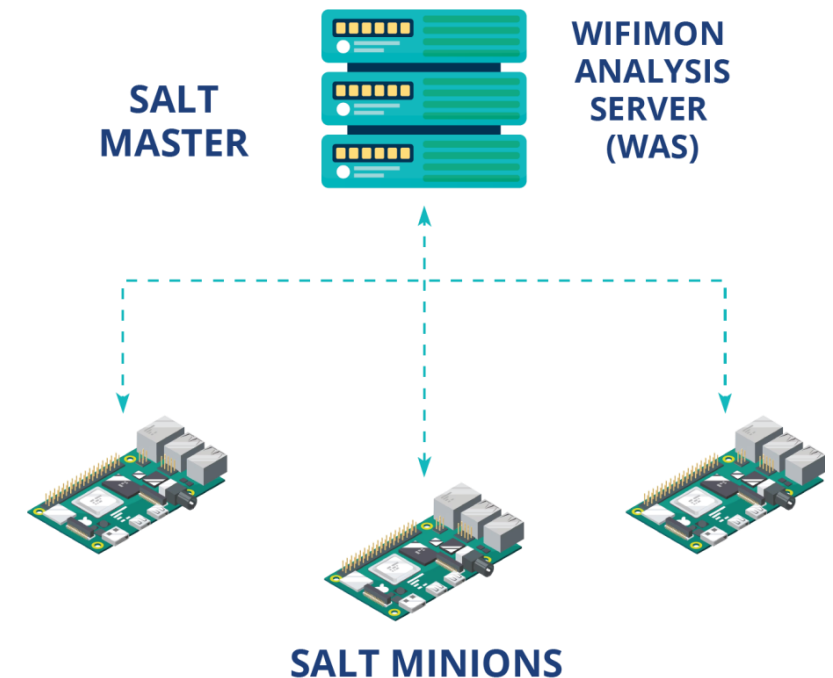 SALT
MASTER
WIFIMON
ANALYSIS
SERVER
(WAS)
SALT MINIONS